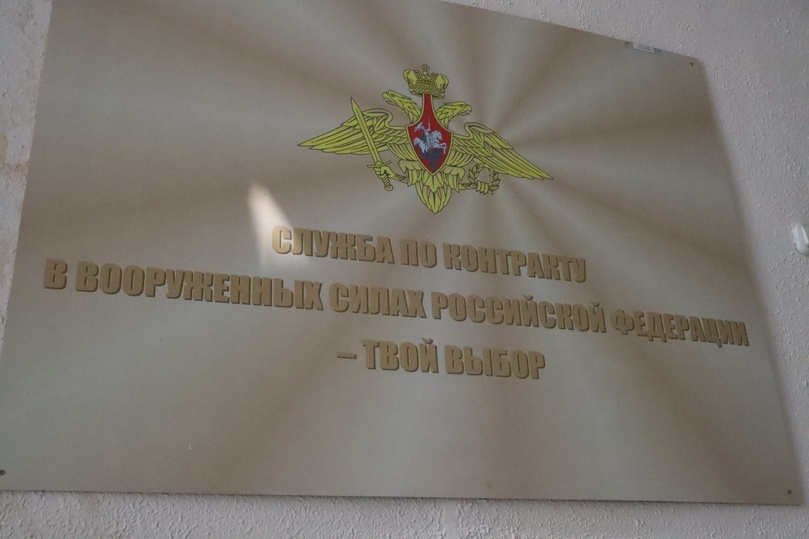 СЛУЖБА ПО КОНТРАКТУ
В ВООРУЖЕННЫХ СИЛАХ РОССИЙСКОЙ ФЕДЕРАЦИИ
– ТВОЙ ВЫБОР